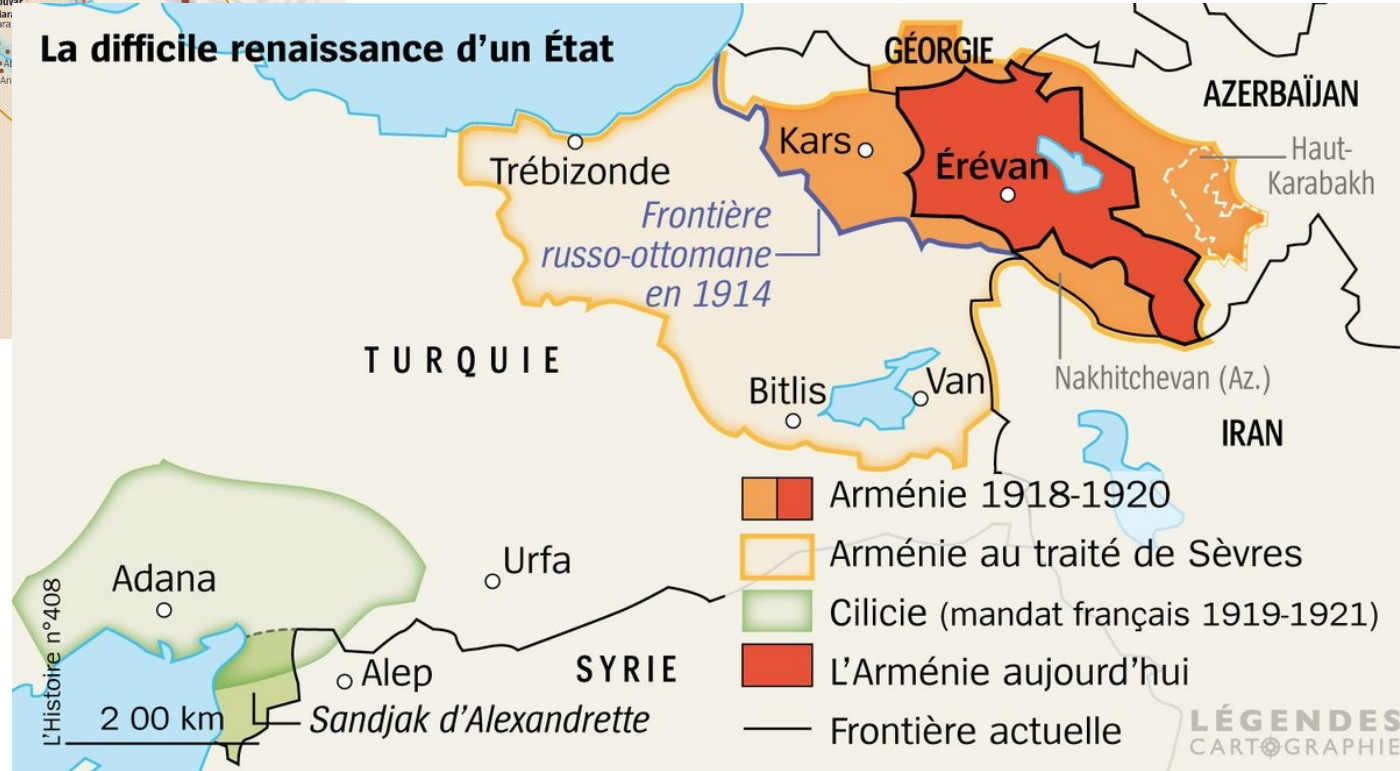 La difficile renaissance d'un État
GÉORGIE
AZERBAÏJAN
Haut-
Karabakh
Kars
Érévan
Trébizonde
Frontière
russo-ottomane
en 1914
TURQUIE
Bitlis
Van
Nakhitchevan (Az.)
IRAN
Adana
Urfa
Alep
SYRIE
Sandjak d'Alexandrette
2 00 km
L'Histoire n°408
Arménie 1918-1920
Arménie au traité de Sèvres
Cilicie (mandat français 1919-1921)
L'Arménie aujourd'hui
Frontière actuelle
LÉGENDES
CARTOGRAPHIE